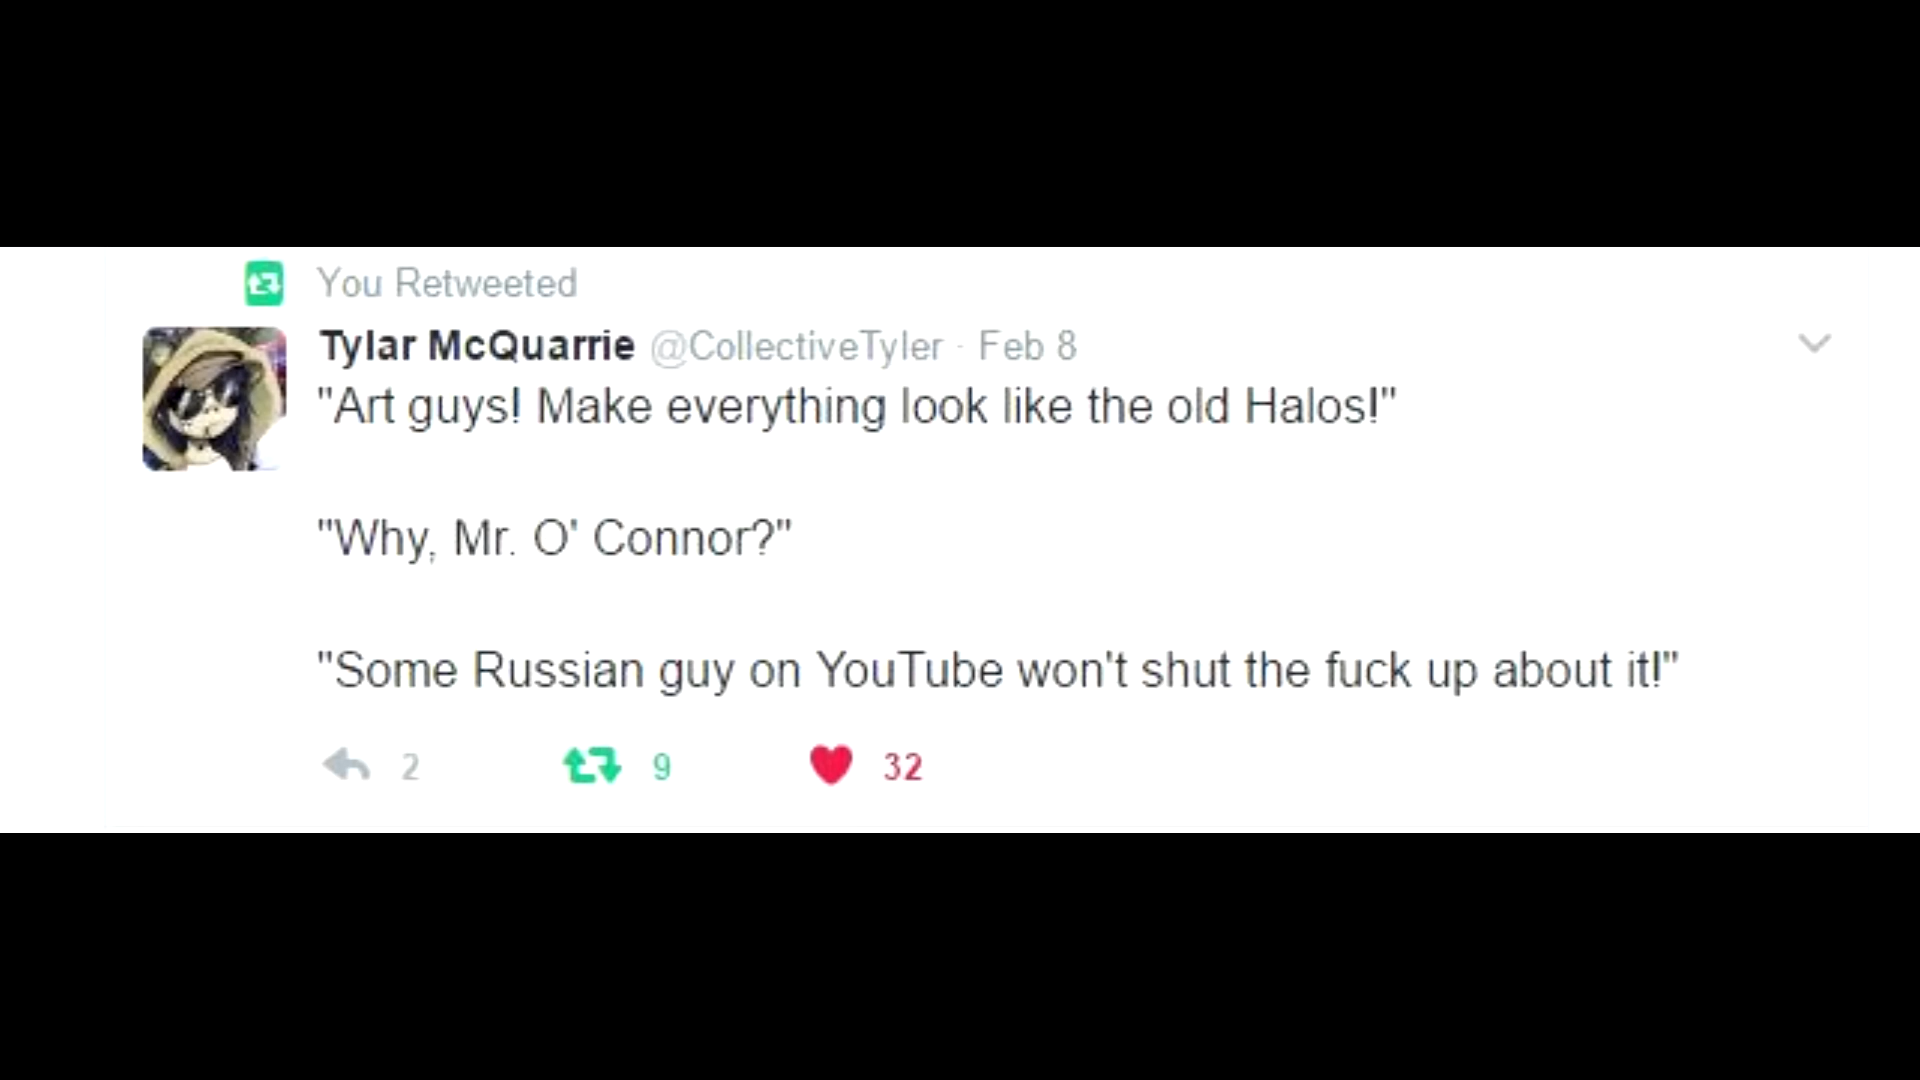 You Retweeted
Tylar McQuarrie @CollectiveTyler · Feb 8
"Art guys! Make everything look like the old Halos!"
"Why, Mr. O' Connor?"
"Some Russian guy on YouTube won't shut the fuck up about it!"
2 9 32